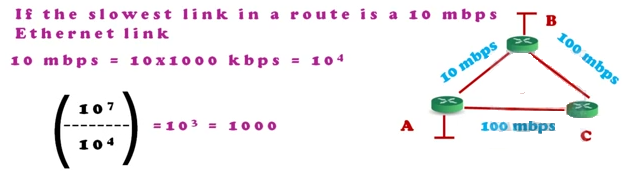 If the slowest link in a route is a 10 mbps
Ethernet link
10 mbps = 10x1000 kbps = 10⁴
10⁷
10⁴
=10³ = 1000
B
10 mbps
100 mbps
A
100 mbps
C